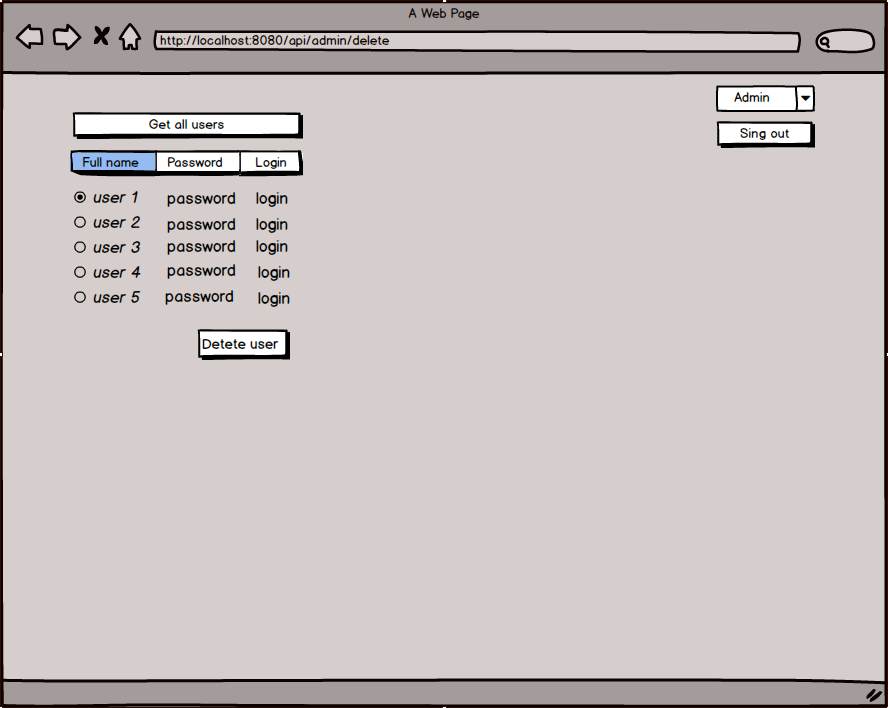 A Web Page
http://localhost:8080/api/admin/delete
Admin
Get all users
Sing out
Full name Password Login
user 1 password login
user 2 password login
user 3 password login
user 4 password login
user 5 password login
Detete user